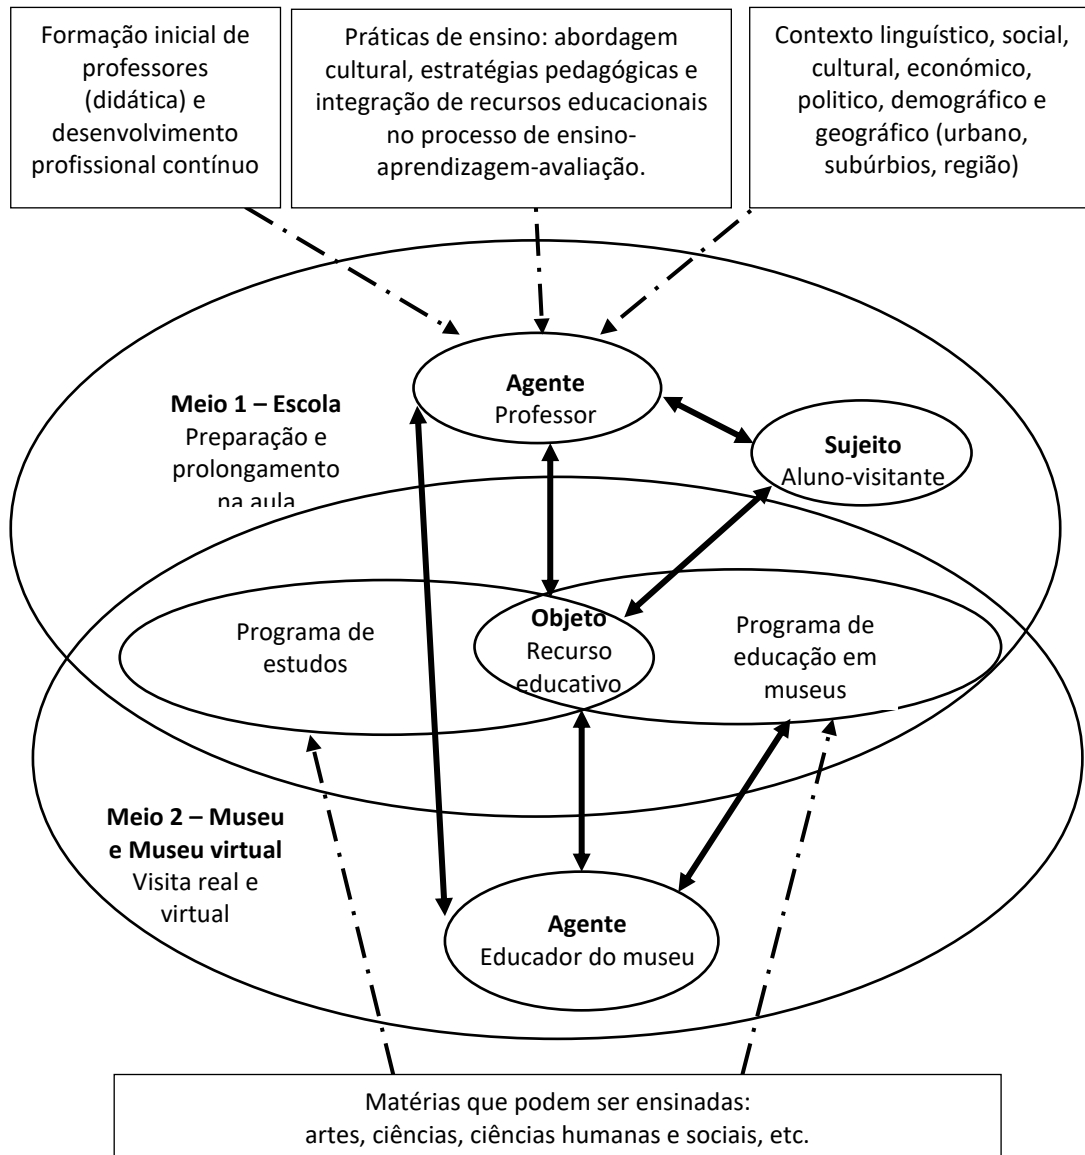 Formação inicial de
professores
(didática) e
desenvolvimento
profissional contínuo
Práticas de ensino: abordagem
cultural, estratégias pedagógicas e
integração de recursos educacionais
no processo de ensino-
aprendizagem-avaliação.
Contexto linguístico, social,
cultural, económico,
politico, demográfico e
geográfico (urbano,
subúrbios, região)
Agente
Professor
Meio 1 – Escola
Preparação e
prolongamento
na aula
Sujeito
Aluno-visitante
Programa de
estudos
Objeto
Recurso
educativo
Programa de
educação em
museus
Meio 2 – Museu
e Museu virtual
Visita real e
virtual
Agente
Educador do museu
Matérias que podem ser ensinadas:
artes, ciências, ciências humanas e sociais, etc.